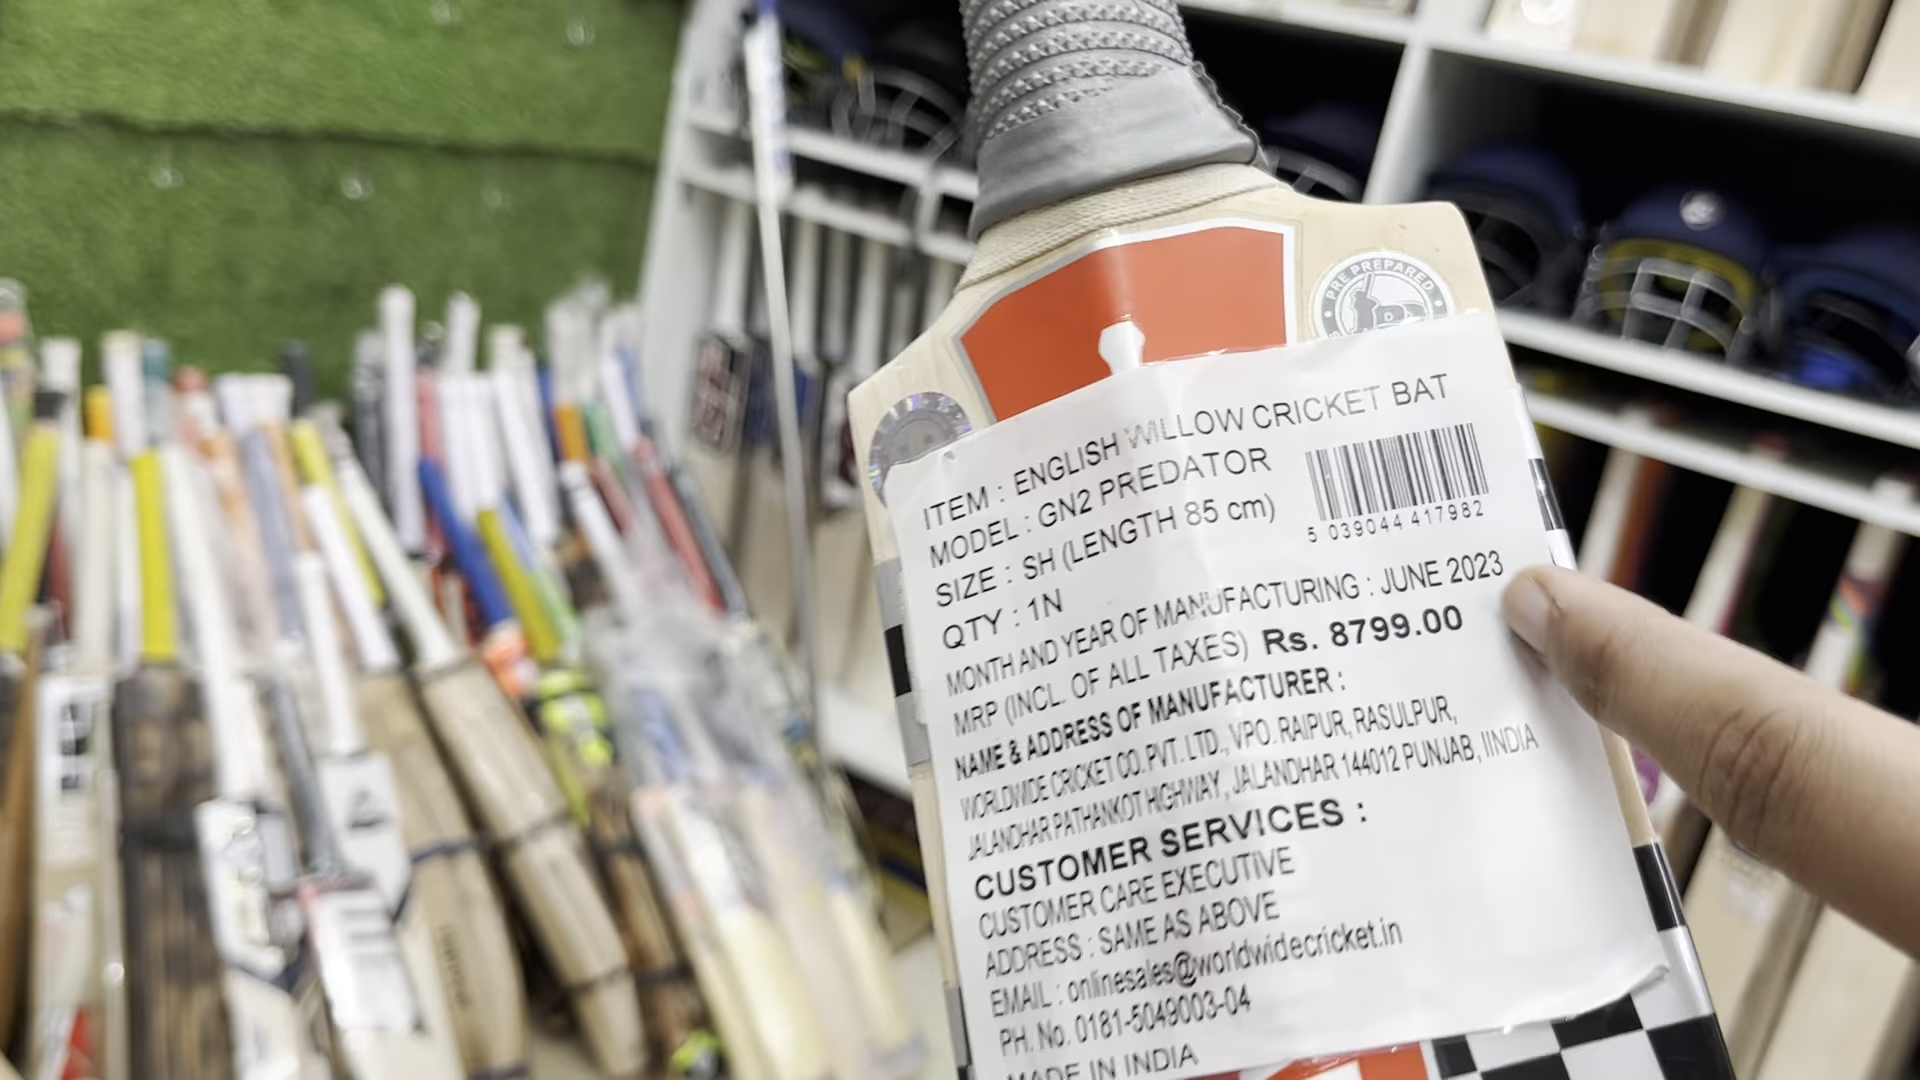 PRE PREPARED
ITEM : ENGLISH WILLOW CRICKET BAT
MODEL : GN2 PREDATOR
SIZE : SH (LENGTH 85 cm)
QTY : 1N
5 039044 417982
MONTH AND YEAR OF MANUFACTURING : JUNE 2023
MRP (INCL. OF ALL TAXES) Rs. 8799.00
NAME & ADDRESS OF MANUFACTURER :
WORLDWIDE CRICKET CO. PVT. LTD., VPO. RAIPUR, RASULPUR,
JALANDHAR PATHANKOT HIGHWAY, JALANDHAR 144012 PUNJAB, IINDIA
CUSTOMER SERVICES :
CUSTOMER CARE EXECUTIVE
ADDRESS : SAME AS ABOVE
EMAIL : onlinesales@worldwidecricket.in
PH. No. 0181-5049003-04
MADE IN INDIA